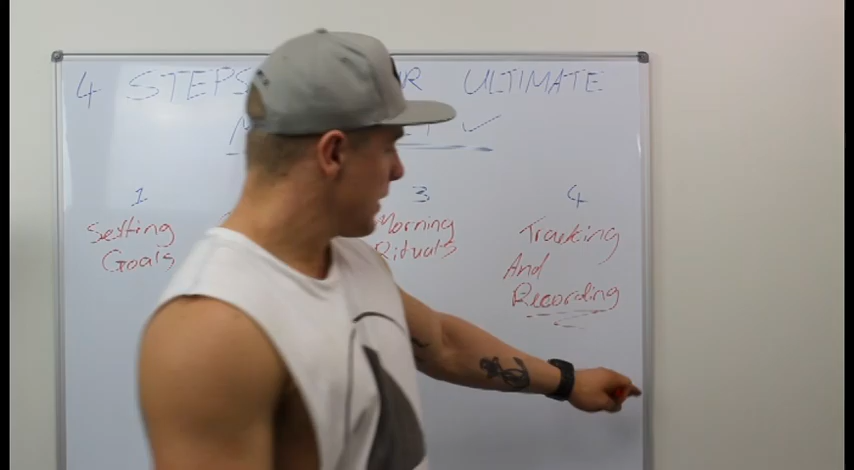 4 STEPS ULTIMATE
✓
1
Setting
Goals
3
Morning
Rituals
4
Tracking
And
Recording